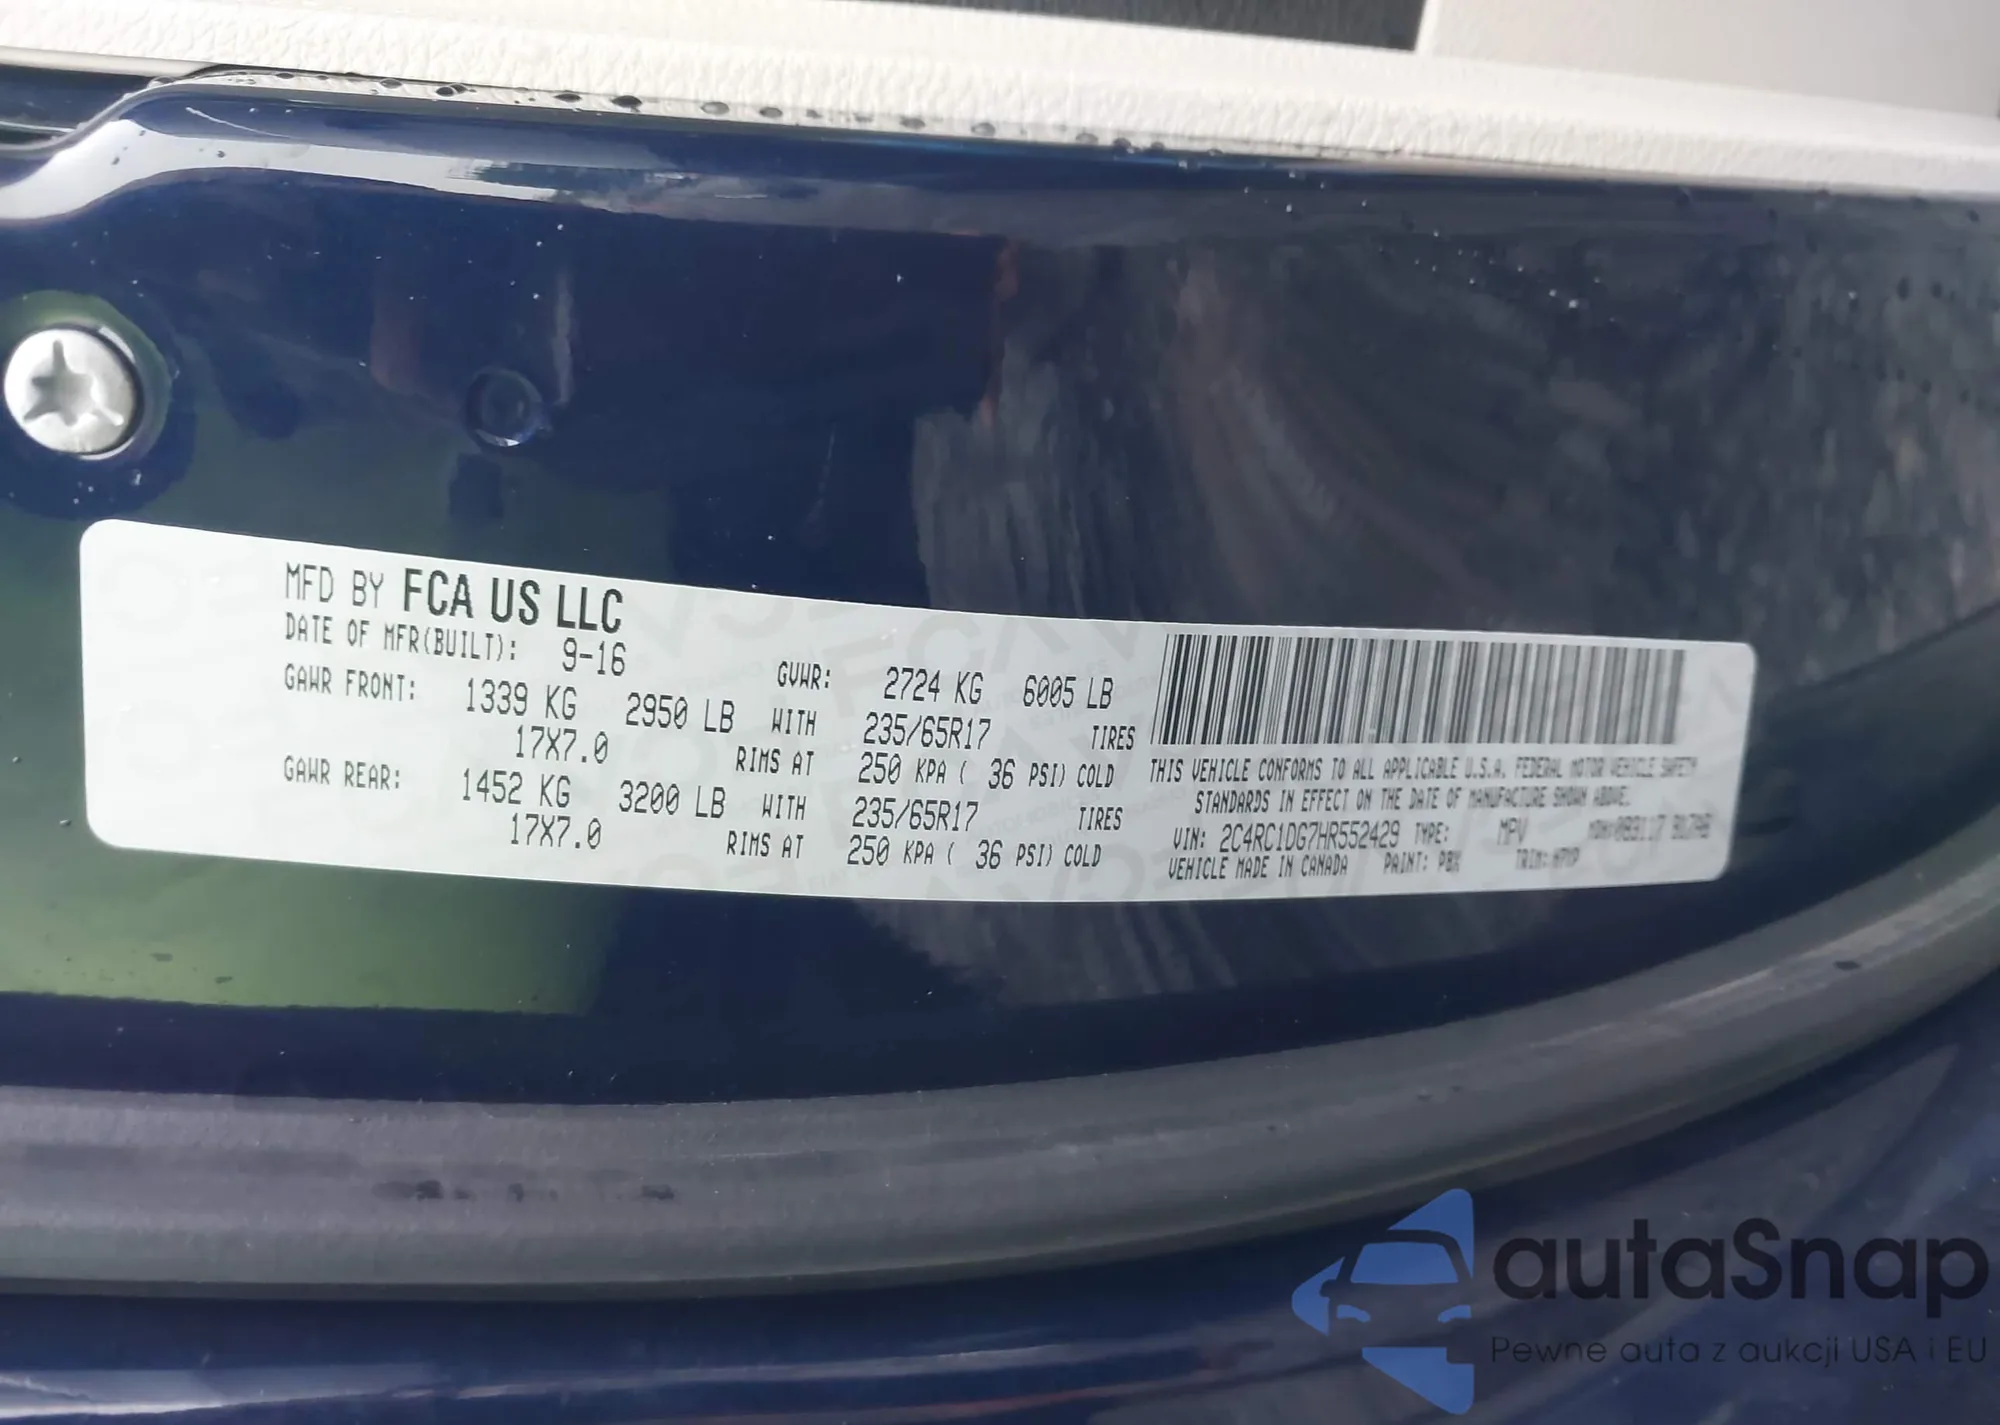 MFD BY FCA US LLC
DATE OF MFR(BUILT): 9-16 GVWR: 2724 KG 6005 LB
GAWR FRONT: 1339 KG 2950 LB WITH 235/65R17 TIRES
17X7.0 RIMS AT 250 KPA ( 36 PSI) COLD
GAWR REAR: 1452 KG 3200 LB WITH 235/65R17 TIRES
17X7.0 RIMS AT 250 KPA ( 36 PSI) COLD
THIS VEHICLE CONFORMS TO ALL APPLICABLE U.S.A. FEDERAL MOTOR VEHICLE SAFETY
STANDARDS IN EFFECT ON THE DATE OF MANUFACTURE SHOWN ABOVE.
VIN: 2C4RC1DG7HR552429 TYPE: MPV
VEHICLE MADE IN CANADA PAINT: PBX TRIM:
autaSnap
Pewne auta z aukcji USA i EU